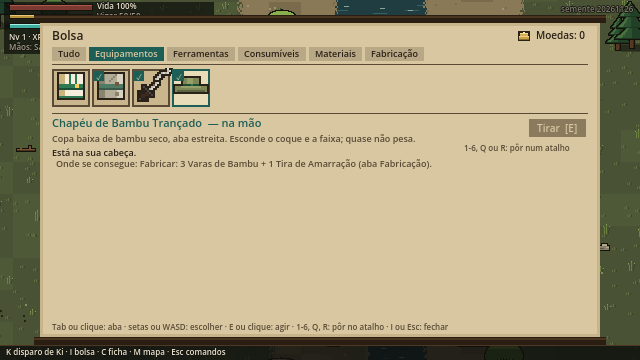 Vida 100%
semente 20261126
Ny 1 · XP
Mãos: Sa
Bolsa
Moedas: 0
Tudo
Equipamentos
Ferramentas
Consumíveis
Materiais
Fabricação
Chapéu de Bambu Trançado — na mão
Tirar [E]
Copa baixa de bambu seco, aba estreita. Esconde o coque e a faixa; quase não pesa.
1-6, Q ou R: pôr num atalho
Está na sua cabeça.
Onde se consegue: Fabricar: 3 Varas de Bambu + 1 Tira de Amarração (aba Fabricação).
Tab ou clique: aba · setas ou WASD: escolher · E ou clique: agir · 1-6, Q, R: pôr no atalho · I ou Esc: fechar
K disparo de Ki · I bolsa · C ficha · M mapa · Esc comandos